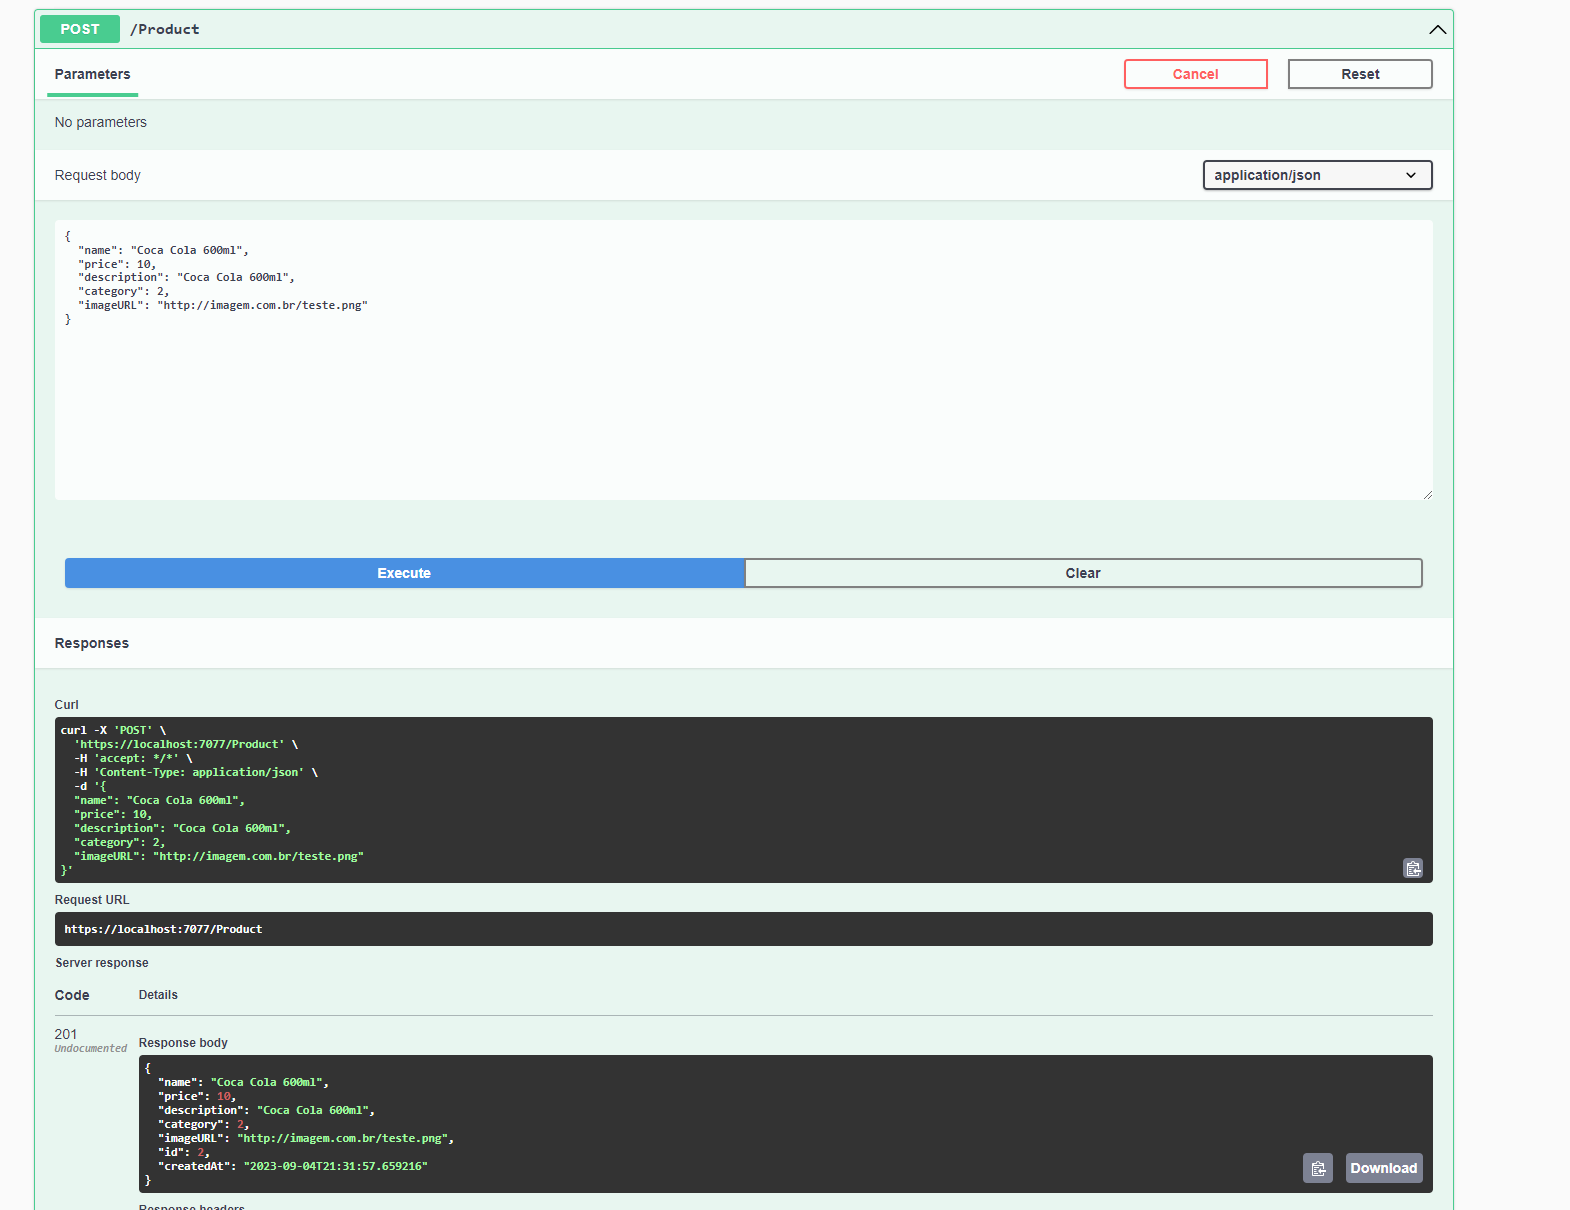 POST /Product
Parameters Cancel Reset
No parameters
Request body application/json
{
  "name": "Coca Cola 600ml",
  "price": 10,
  "description": "Coca Cola 600ml",
  "category": 2,
  "imageURL": "http://imagem.com.br/teste.png"
}
Execute Clear
Responses
Curl
curl -X 'POST' \
  'https://localhost:7077/Product' \
  -H 'accept: */*' \
  -H 'Content-Type: application/json' \
  -d '{
  "name": "Coca Cola 600ml",
  "price": 10,
  "description": "Coca Cola 600ml",
  "category": 2,
  "imageURL": "http://imagem.com.br/teste.png"
}'
Request URL
https://localhost:7077/Product
Server response
Code Details
201
Undocumented
Response body
{
  "name": "Coca Cola 600ml",
  "price": 10,
  "description": "Coca Cola 600ml",
  "category": 2,
  "imageURL": "http://imagem.com.br/teste.png",
  "id": 2,
  "createdAt": "2023-09-04T21:31:57.659216"
}
Download
Response headers